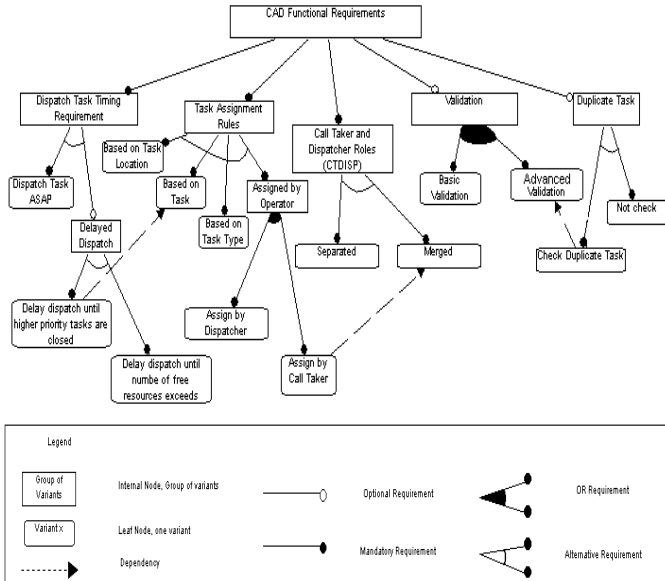 CAD Functional Requirements
Dispatch Task Timing
Requirement
Task Assignment
Rules
Call Taker and
Dispatcher Roles
(CTDISP)
Validation
Duplicate Task
Dispatch Task
ASAP
Delayed
Dispatch
Based on Task
Location
Based on
Task
Based on
Task Type
Assigned by
Operator
Separated
Merged
Basic
Validation
Advanced
Validation
Check Duplicate Task
Not check
Delay dispatch until
higher priority tasks are
closed
Delay dispatch until
numbe of free
resources exceeds
Assign by
Dispatcher
Assign by
Call Taker
Legend
Group of
Variants
Internal Node, Group of variants
Optional Requirement
OR Requirement
Variant x
Leaf Node, one variant
Mandatory Requirement
Alternative Requirement
Dependency